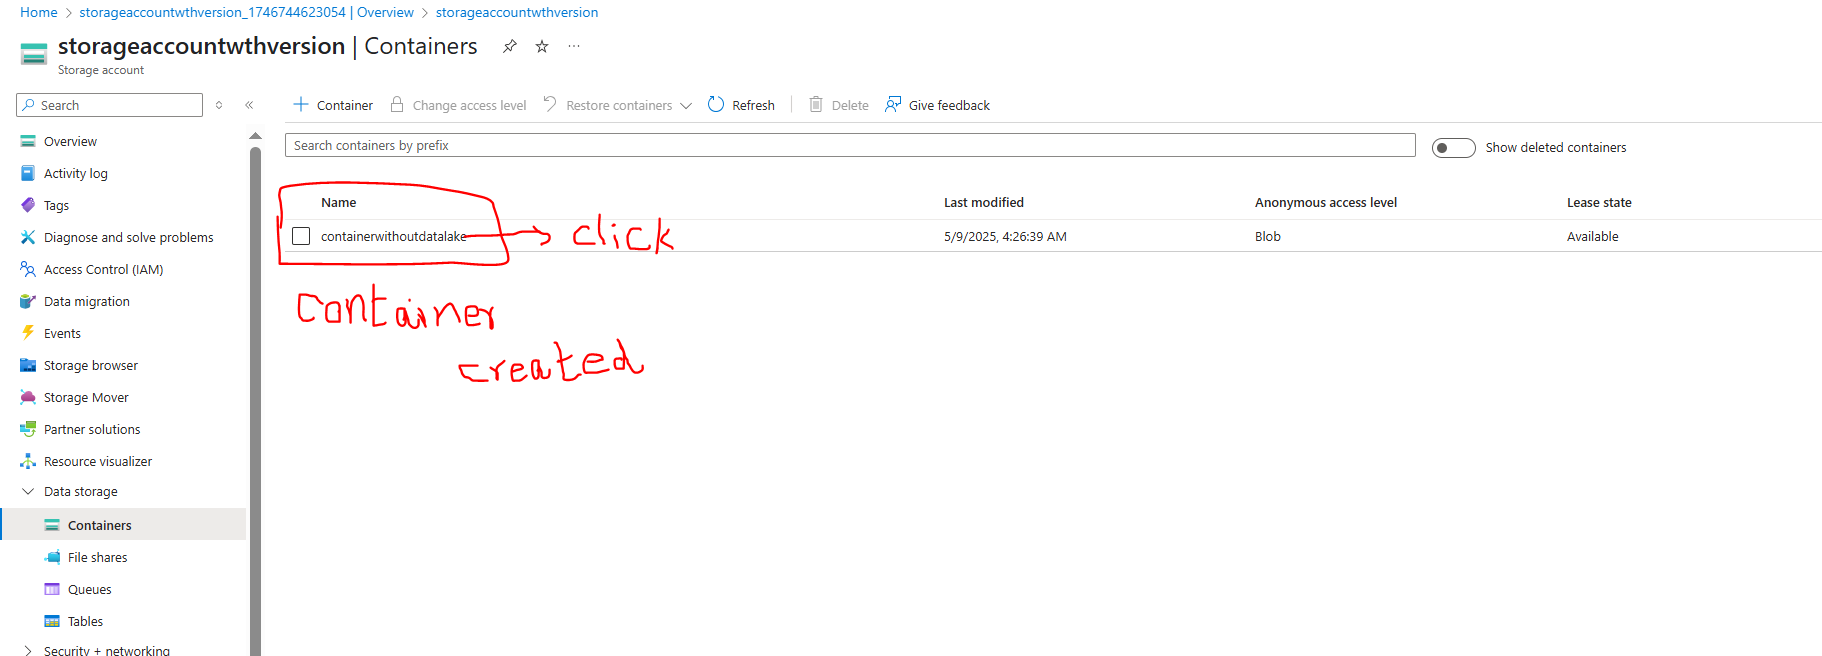 Home > storageaccountwthversion_1746744623054 | Overview > storageaccountwthversion
storageaccountwthversion | Containers
Storage account
Search
Container
Change access level
Restore containers
Refresh
Delete
Give feedback
Overview
Activity log
Tags
Diagnose and solve problems
Access Control (IAM)
Data migration
Events
Storage browser
Storage Mover
Partner solutions
Resource visualizer
Data storage
Containers
File shares
Queues
Tables
Security + networking
Search containers by prefix
Show deleted containers
Name Last modified Anonymous access level Lease state
containerwithoutdatalake 5/9/2025, 4:26:39 AM Blob Available
click
container
created